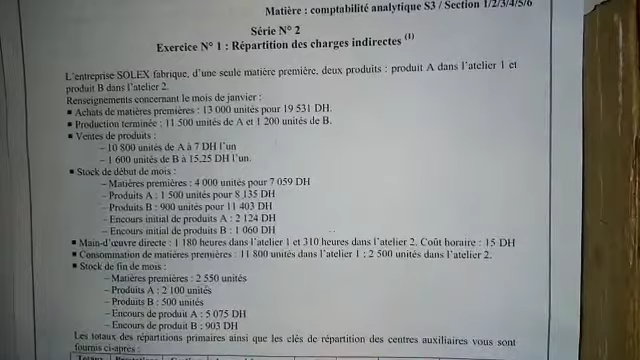 Matière : comptabilité analytique S3 / Section 1/2/3/4/5/6
Série N° 2
Exercice N° 1 : Répartition des charges indirectes (1)
L'entreprise SOLEX fabrique, d'une seule matière première, deux produits : produit A dans l'atelier 1 et
produit B dans l'atelier 2.
Renseignements concernant le mois de janvier :
▪ Achats de matières premières : 13 000 unités pour 19 531 DH.
▪ Production terminée : 11 500 unités de A et 1 200 unités de B.
▪ Ventes de produits :
– 10 800 unités de A à 7 DH l'un
– 1 600 unités de B à 15,25 DH l'un.
▪ Stock de début de mois :
– Matières premières : 4 000 unités pour 7 059 DH
– Produits A : 1 500 unités pour 8 135 DH
– Produits B : 900 unités pour 11 403 DH
– Encours initial de produits A : 2 124 DH
– Encours initial de produits B : 1 060 DH
▪ Main-d'œuvre directe : 1 180 heures dans l'atelier 1 et 310 heures dans l'atelier 2. Coût horaire : 15 DH
▪ Consommation de matières premières : 11 800 unités dans l'atelier 1 ; 2 500 unités dans l'atelier 2.
▪ Stock de fin de mois :
– Matières premières : 2 550 unités
– Produits A : 2 100 unités
– Produits B : 500 unités
– Encours de produit A : 5 075 DH
– Encours de produit B : 903 DH
Les totaux des répartitions primaires ainsi que les clés de répartition des centres auxiliaires vous sont
fournis ci-après :